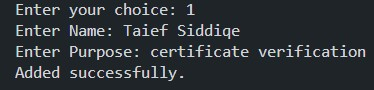 Enter your choice: 1
Enter Name: Taief Siddiqe
Enter Purpose: certificate verification
Added successfully.